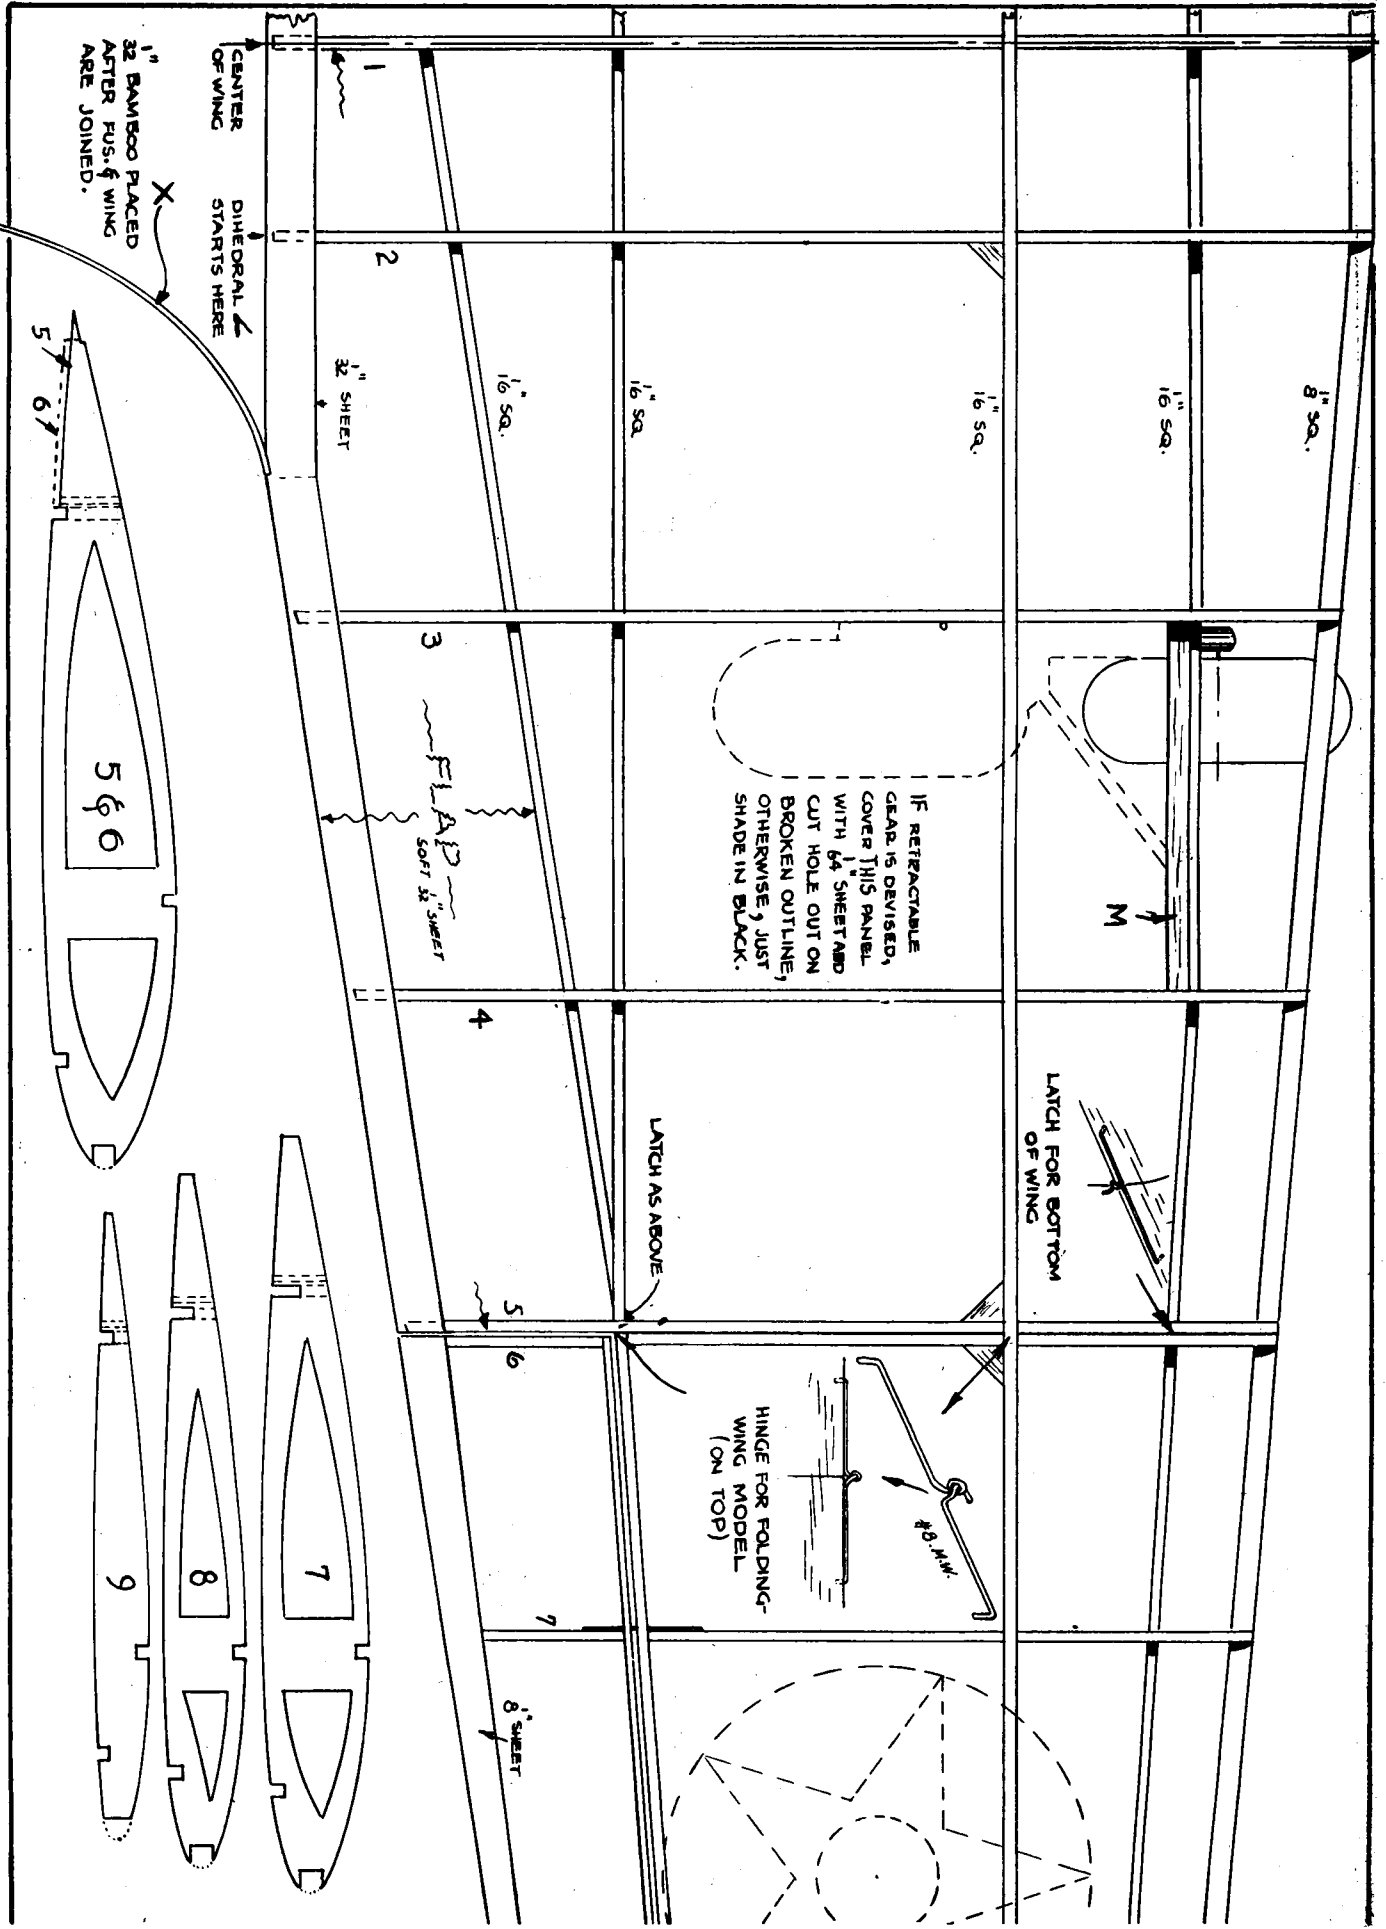 1/8" SQ.
1/16" SQ.
1/16" SQ.
1/16" SQ
1/16" SQ.
1/32" SHEET
M
LATCH FOR BOTTOM
OF WING
IF RETRACTABLE
GEAR IS DEVISED,
COVER THIS PANEL
WITH 1/64" SHEET AND
CUT HOLE OUT ON
BROKEN OUTLINE,
OTHERWISE, JUST
SHADE IN BLACK.
LATCH AS ABOVE
#8 M.W.
HINGE FOR FOLDING-
WING MODEL
(ON TOP)
1
2
3
4
5
6
7
FLAP
SOFT 1/32" SHEET
1/8" SHEET
CENTER
OF WING
DIHEDRAL
STARTS HERE
X
1/32" BAMBOO PLACED
AFTER FUS. & WING
ARE JOINED.
5
6
5 & 6
7
8
9